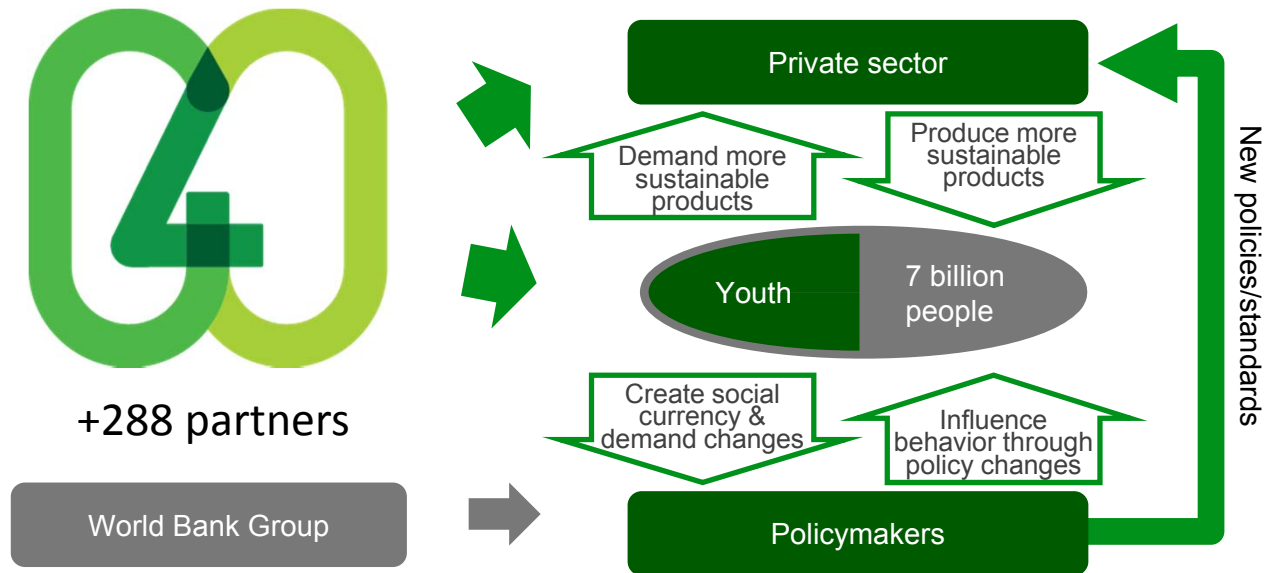 4
+288 partners
World Bank Group
Private sector
Demand more
sustainable
products
Produce more
sustainable
products
Youth
7 billion
people
Create social
currency &
demand changes
Influence
behavior through
policy changes
Policymakers
New policies/standards